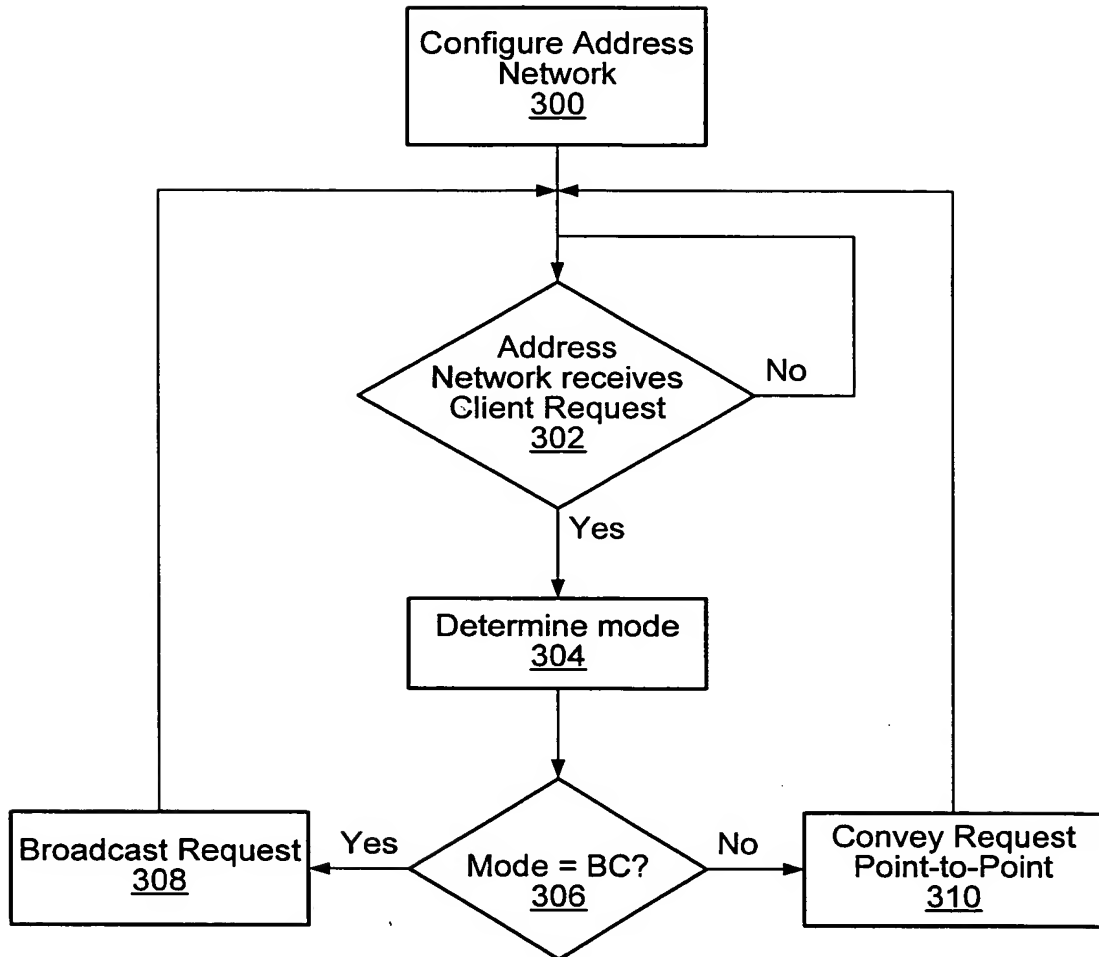 Configure Address
Network
300
Address
Network receives
Client Request
302
No
Yes
Determine mode
304
Broadcast Request
308
Yes
Mode = BC?
306
No
Convey Request
Point-to-Point
310